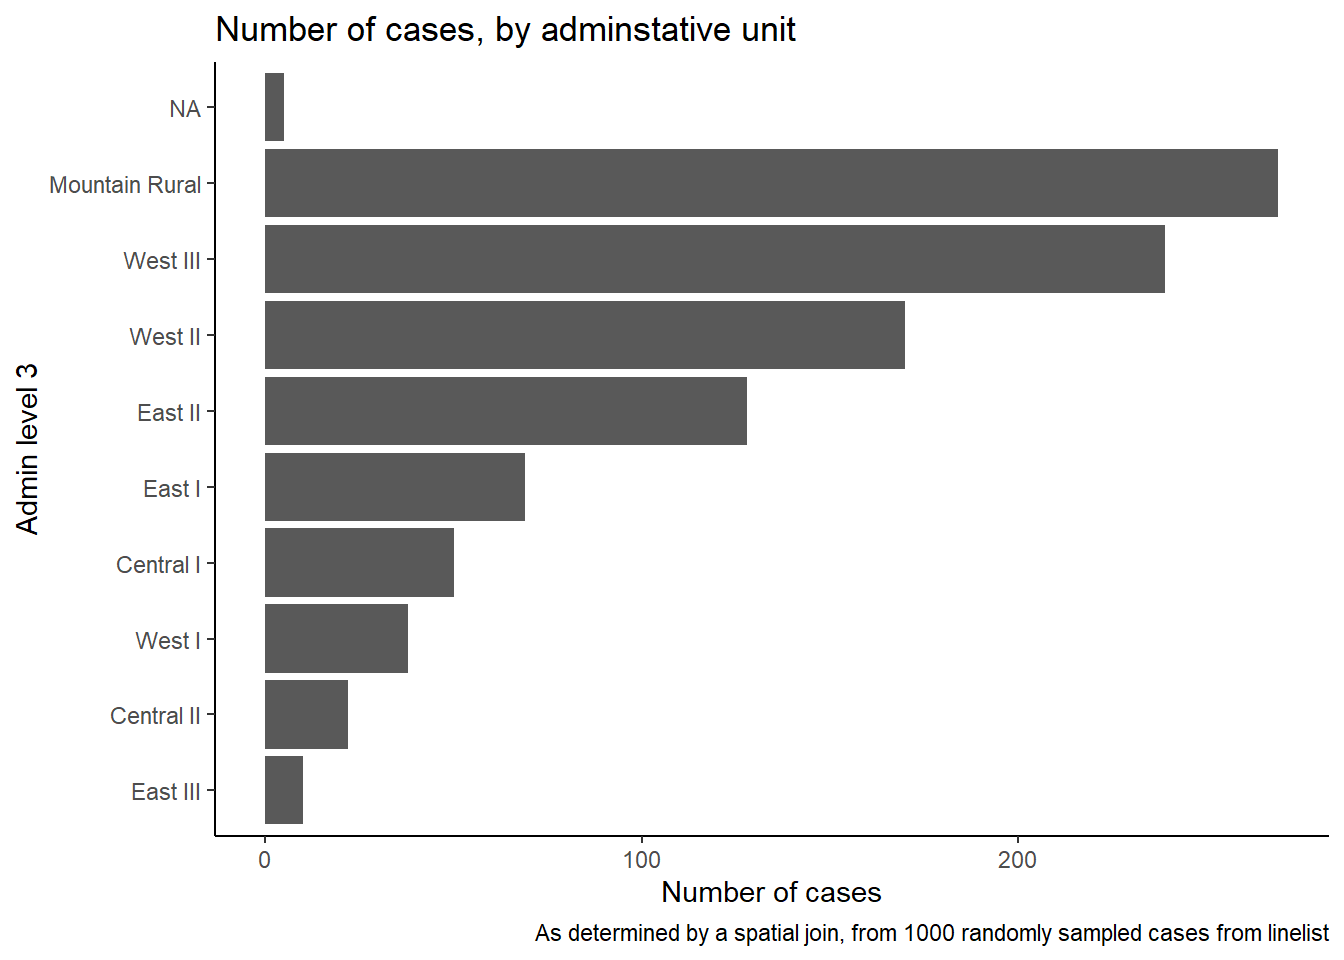 Number of cases, by adminstative unit
NA
Mountain Rural
West III
West II
East II
East I
Central I
West I
Central II
East III
Admin level 3
0 100 200
Number of cases
As determined by a spatial join, from 1000 randomly sampled cases from linelist